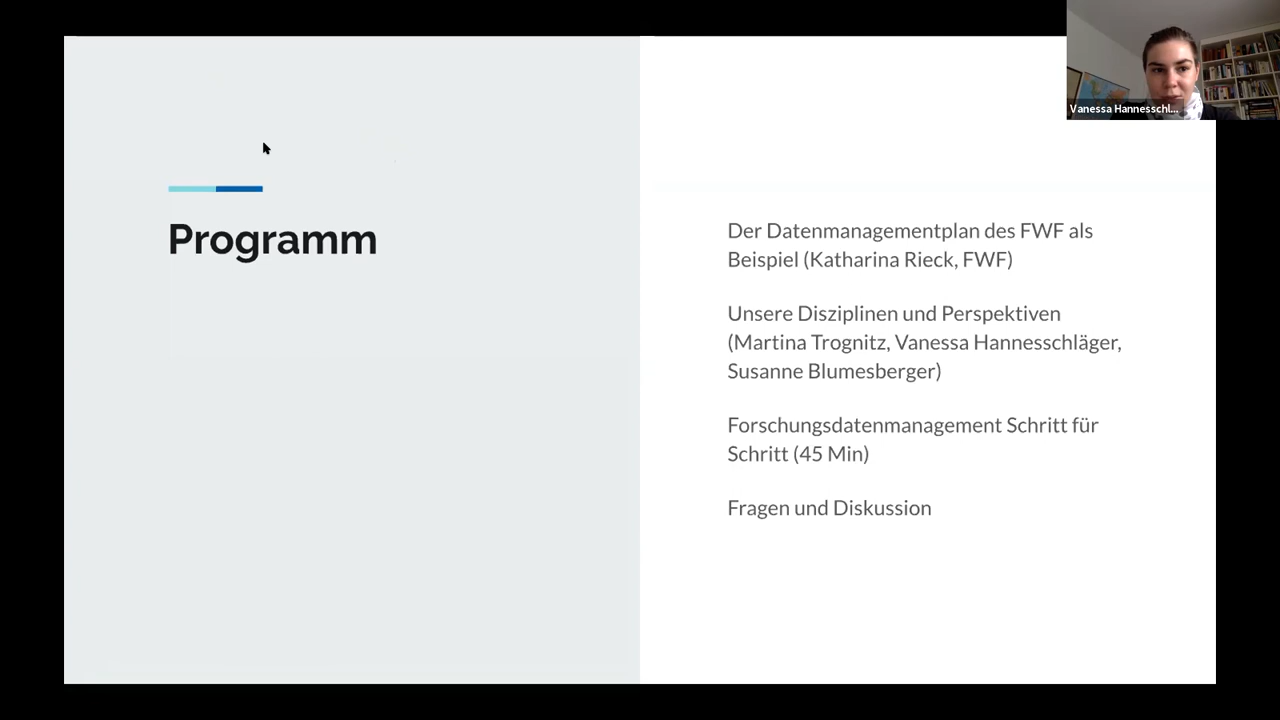 Vanessa Hannesschl...
Programm
Der Datenmanagementplan des FWF als
Beispiel (Katharina Rieck, FWF)
Unsere Disziplinen und Perspektiven
(Martina Trognitz, Vanessa Hannesschläger,
Susanne Blumesberger)
Forschungsdatenmanagement Schritt für
Schritt (45 Min)
Fragen und Diskussion